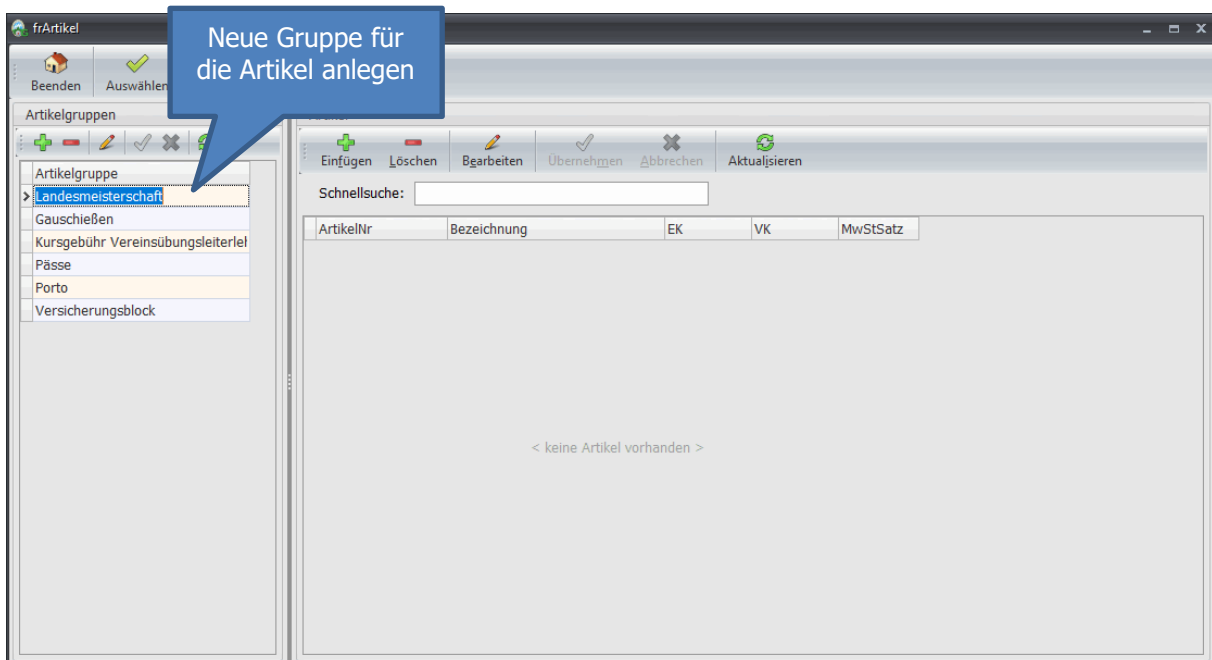 frArtikel
Neue Gruppe für
die Artikel anlegen
Beenden
Auswählen
Artikelgruppen
Artikelgruppe
Landesmeisterschaft
Gauschießen
Kursgebühr Vereinsübungsleiterleh
Pässe
Porto
Versicherungsblock
Einfügen Löschen Bearbeiten Übernehmen Abbrechen Aktualisieren
Schnellsuche:
ArtikelNr Bezeichnung EK VK MwStSatz
< keine Artikel vorhanden >